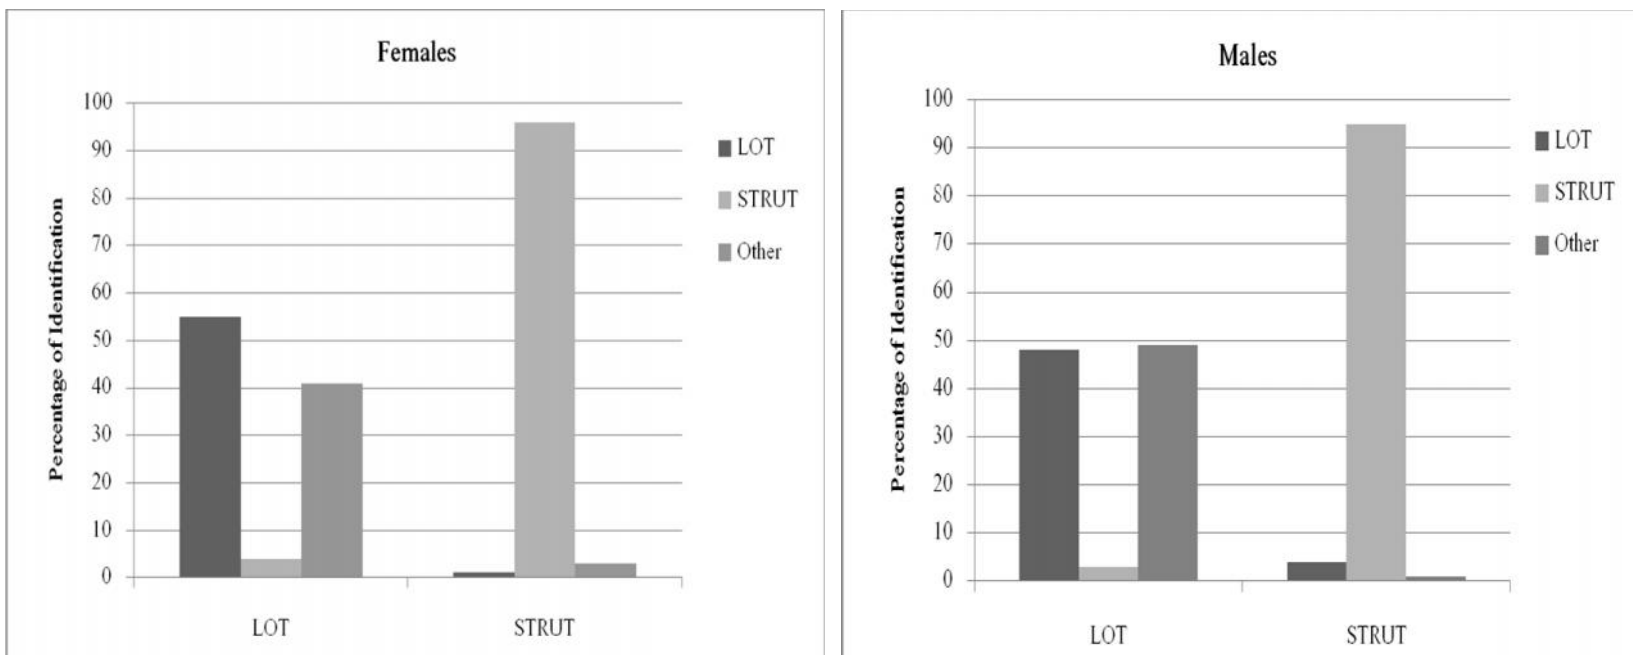 Females
Percentage of Identification
100
90
80
70
60
50
40
30
20
10
0
LOT
STRUT
LOT
STRUT
Other
Males
Percentage of Identification
100
90
80
70
60
50
40
30
20
10
0
LOT
STRUT
LOT
STRUT
Other